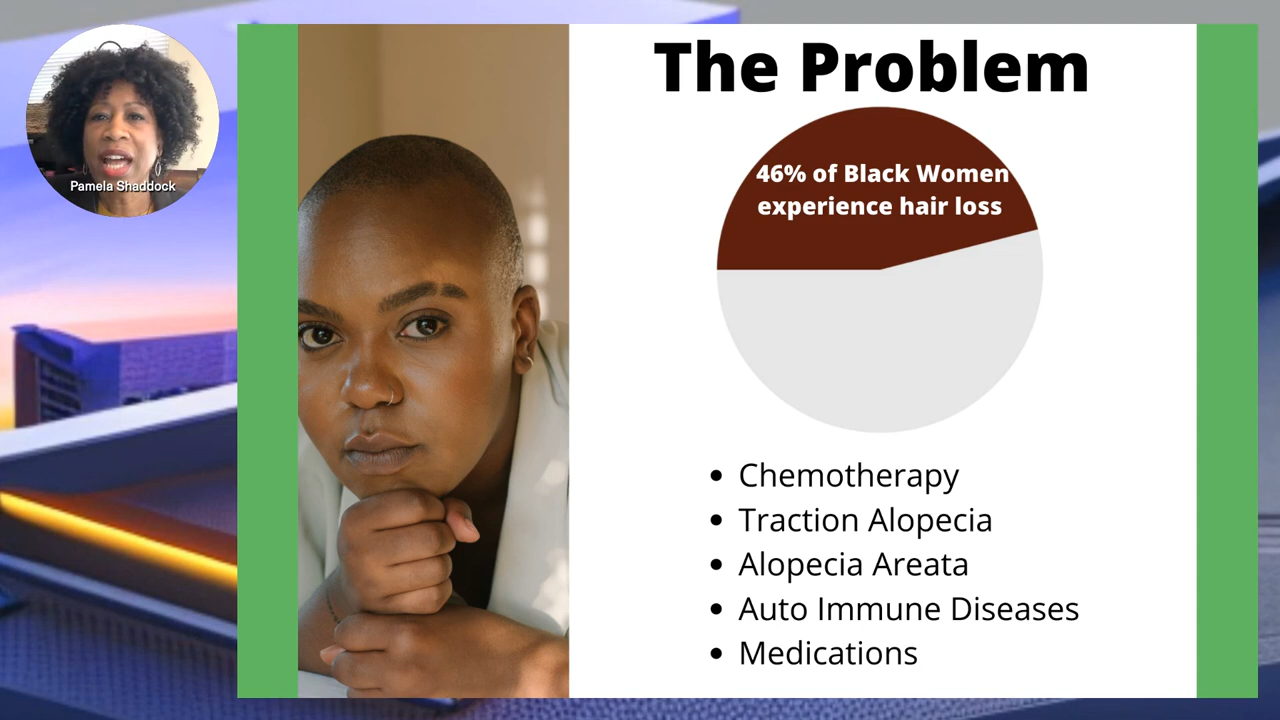 Pamela Shaddock
The Problem
46% of Black Women
experience hair loss
• Chemotherapy
• Traction Alopecia
• Alopecia Areata
• Auto Immune Diseases
• Medications